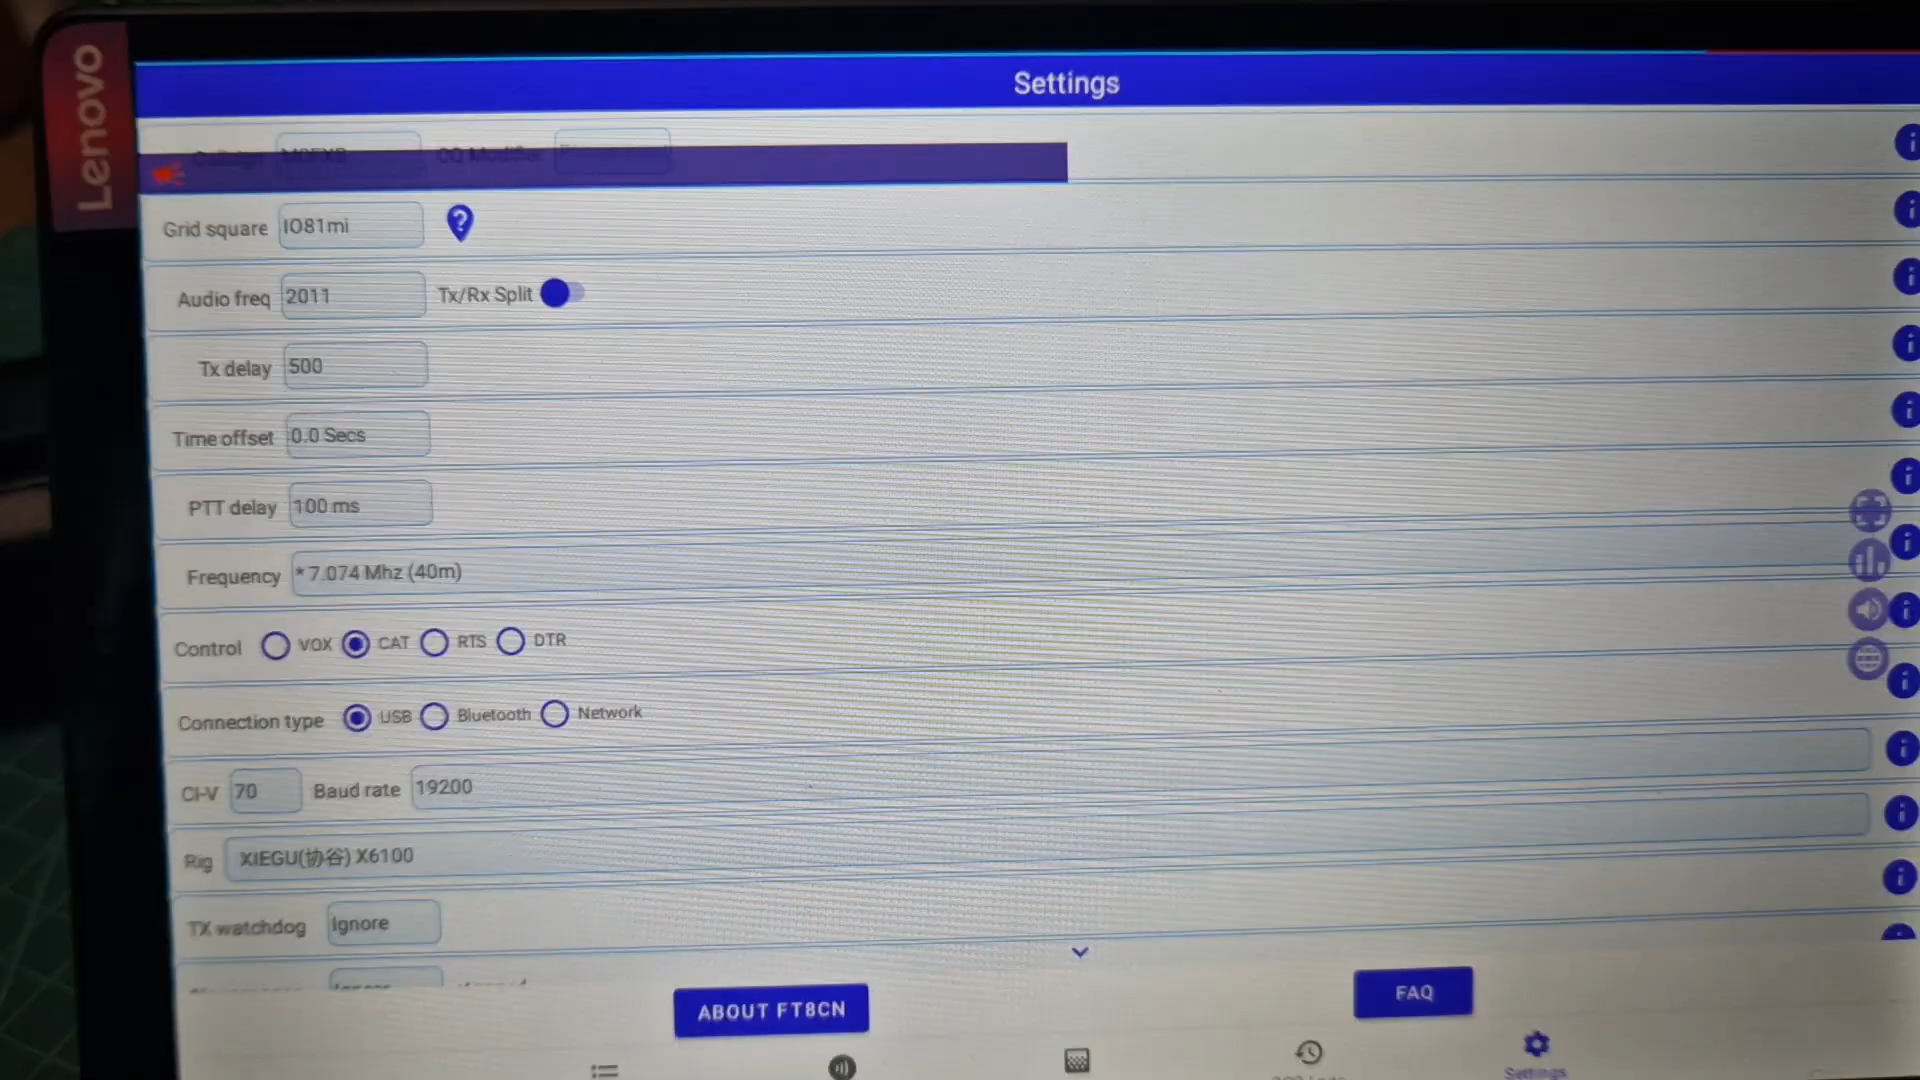 Lenovo
Settings
Grid square IO81mi
Audio freq 2011 Tx/Rx Split
Tx delay 500
Time offset 0.0 Secs
PTT delay 100 ms
Frequency *7.074 Mhz (40m)
Control VOX CAT RTS DTR
Connection type USB Bluetooth Network
CI-V 70 Baud rate 19200
Rig XIEGU(协谷) X6100
TX watchdog Ignore
ABOUT FT8CN FAQ
Settings